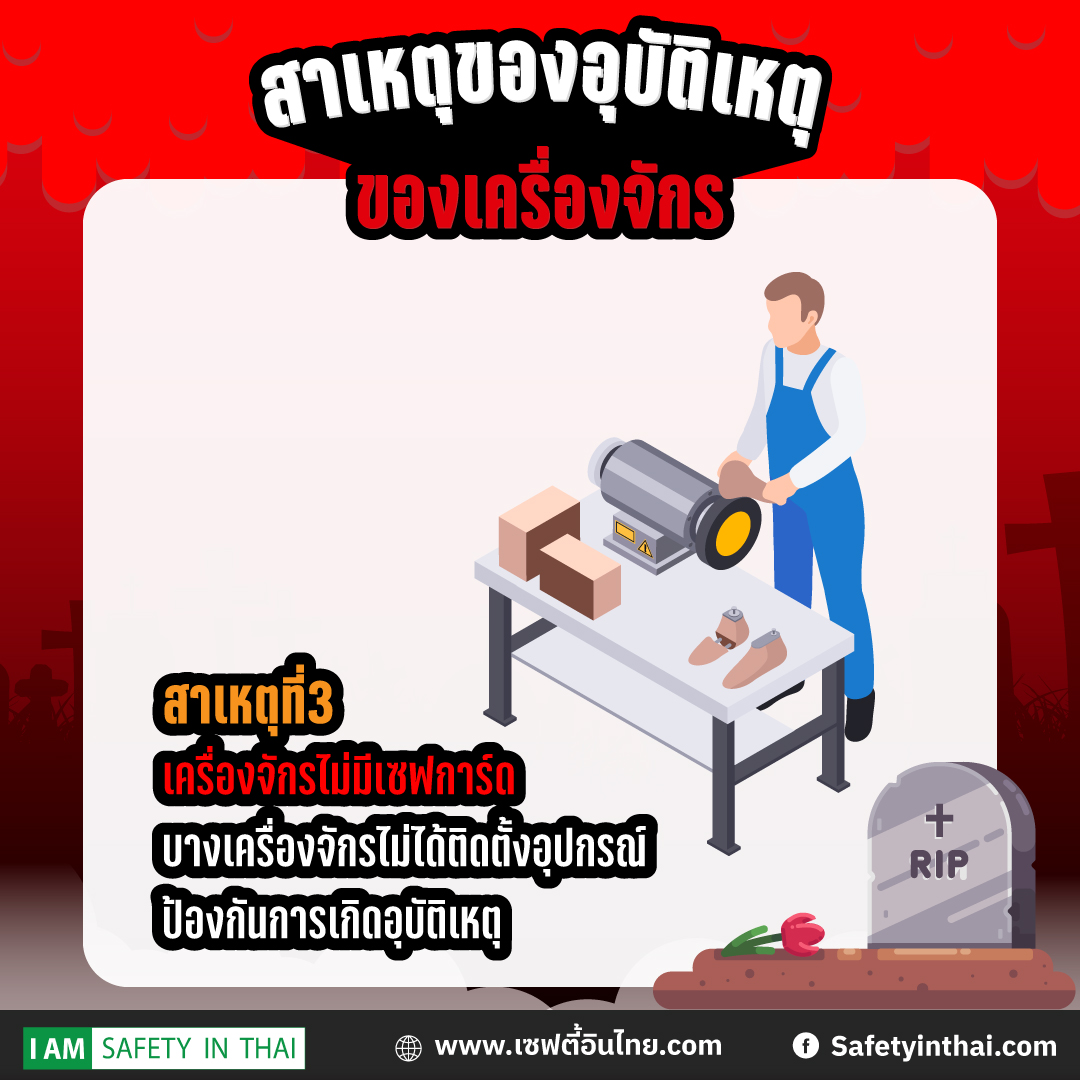 สาเหตุของอุบัติเหตุ
ของเครื่องจักร
สาเหตุที่3
เครื่องจักรไม่มีเซฟการ์ด
บางเครื่องจักรไม่ได้ติดตั้งอุปกรณ์
ป้องกันการเกิดอุบัติเหตุ
RIP
I AM SAFETY IN THAI
www.เซฟตี้อินไทย.com
Safetyinthai.com